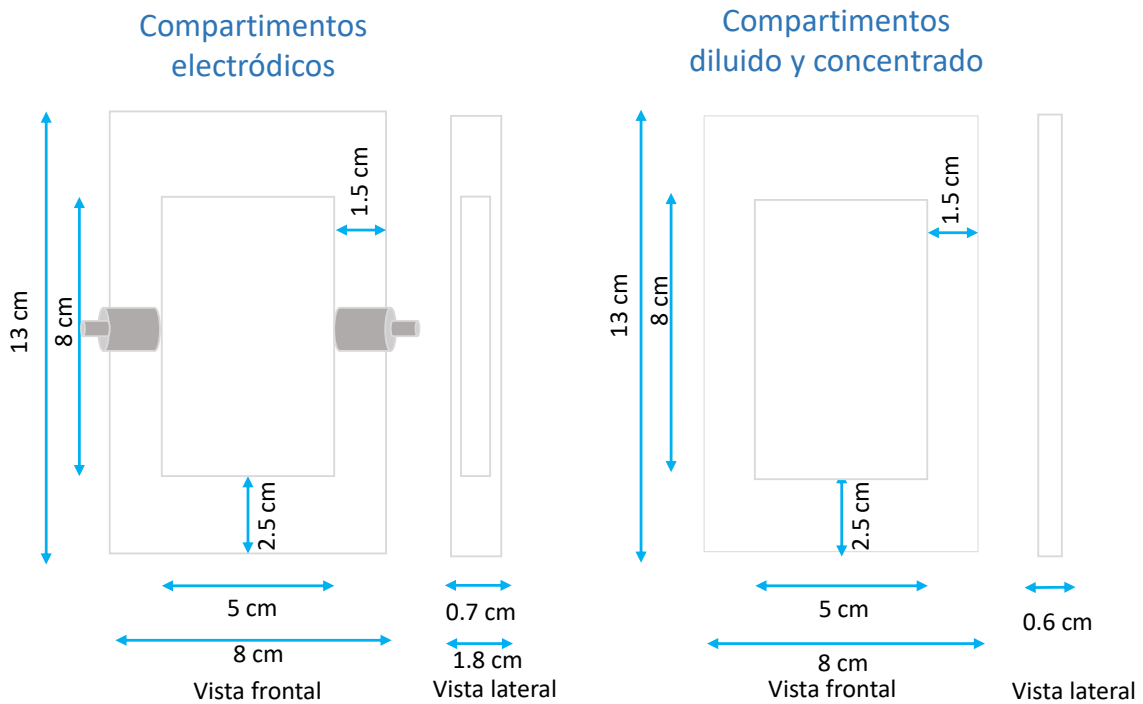 Compartimentos
electródicos
13 cm
8 cm
1.5 cm
2.5 cm
5 cm
8 cm
Vista frontal
0.7 cm
1.8 cm
Vista lateral
Compartimentos
diluido y concentrado
13 cm
8 cm
1.5 cm
2.5 cm
5 cm
8 cm
Vista frontal
0.6 cm
Vista lateral